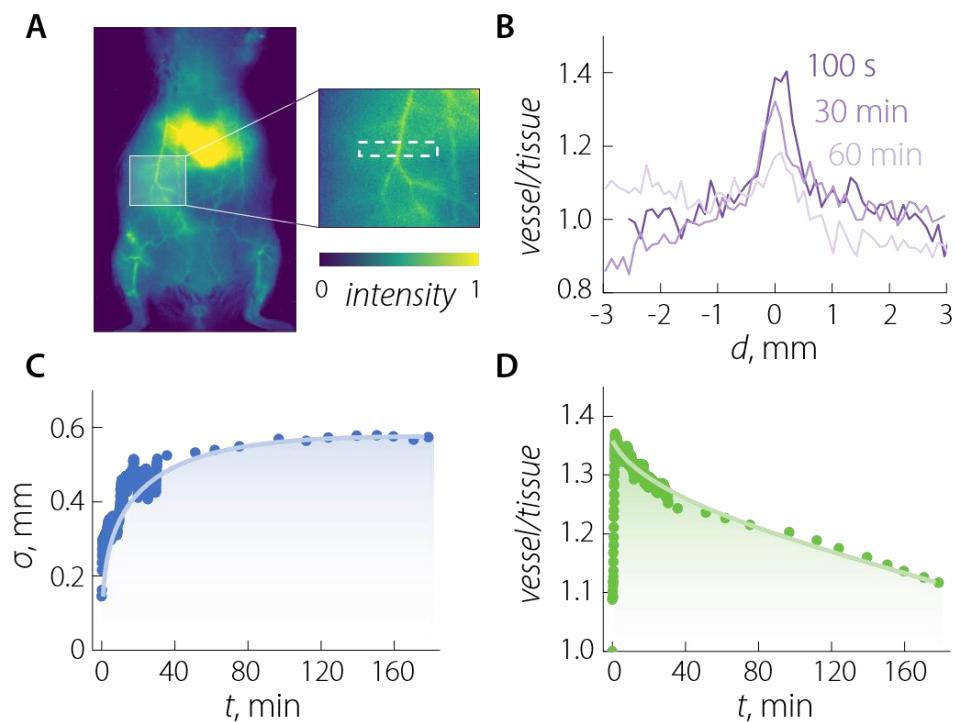 A
0 intensity 1
B
vessel/tissue
1.4
1.2
1.0
0.8
100 s
30 min
60 min
-3 -2 -1 0 1 2 3
d, mm
C
σ, mm
0.6
0.4
0.2
0
0 40 80 120 160
t, min
D
vessel/tissue
1.4
1.3
1.2
1.1
1.0
0 40 80 120 160
t, min